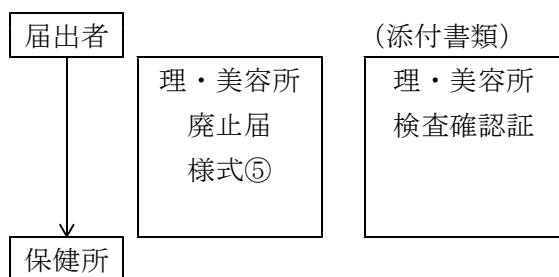 届出者
(添付書類)
理・美容所
廃止届
様式⑤
理・美容所
検査確認証
保健所